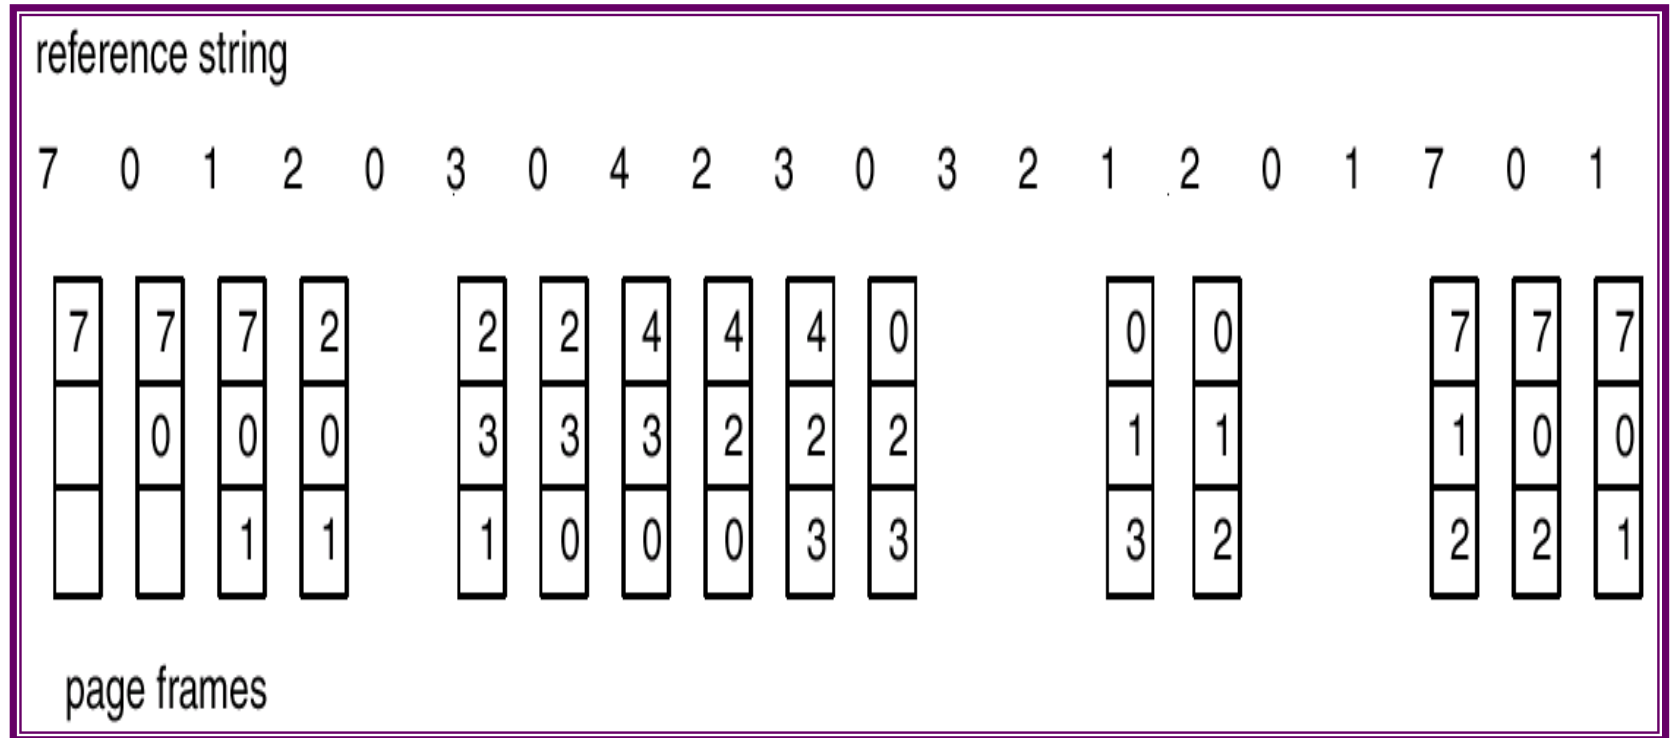 reference string
7 0 1 2 0 3 0 4 2 3 0 3 2 1 2 0 1 7 0 1
7 7 7 2 2 2 4 4 4 0 0 0 7 7 7
0 0 0 3 3 3 2 2 2 1 1 1 0 0
1 1 1 0 0 0 3 3 3 2 2 2 1
page frames